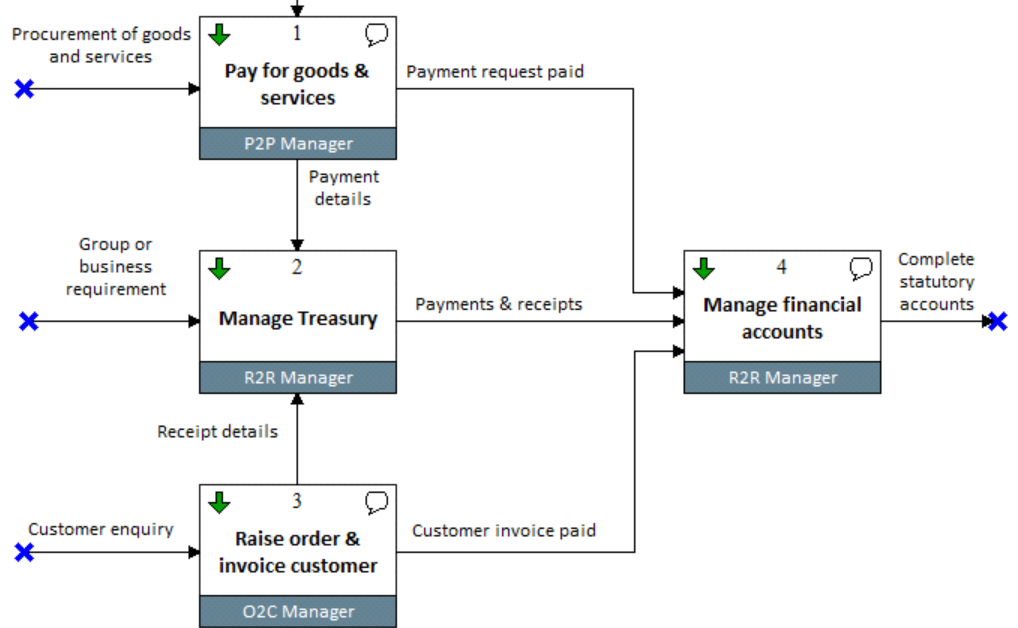 Procurement of goods
and services
1
Pay for goods &
services
P2P Manager
Payment request paid
Payment
details
Group or
business
requirement
2
Manage Treasury
R2R Manager
Payments & receipts
4
Manage financial
accounts
R2R Manager
Complete
statutory
accounts
Receipt details
Customer enquiry
3
Raise order &
invoice customer
O2C Manager
Customer invoice paid